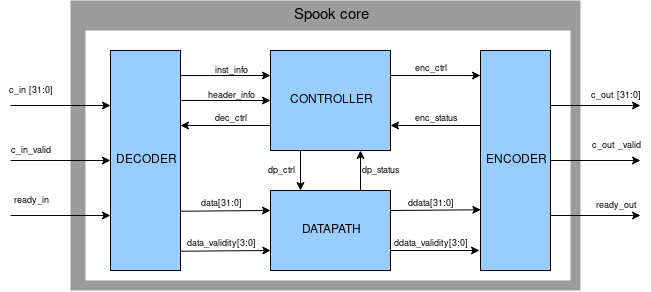 Spook core
c_in [31:0]
c_in_valid
ready_in
DECODER
inst_info
header_info
dec_ctrl
data[31:0]
data_validity[3:0]
CONTROLLER
dp_ctrl
dp_status
DATAPATH
enc_ctrl
enc_status
ddata[31:0]
ddata_validity[3:0]
ENCODER
c_out [31:0]
c_out _valid
ready_out